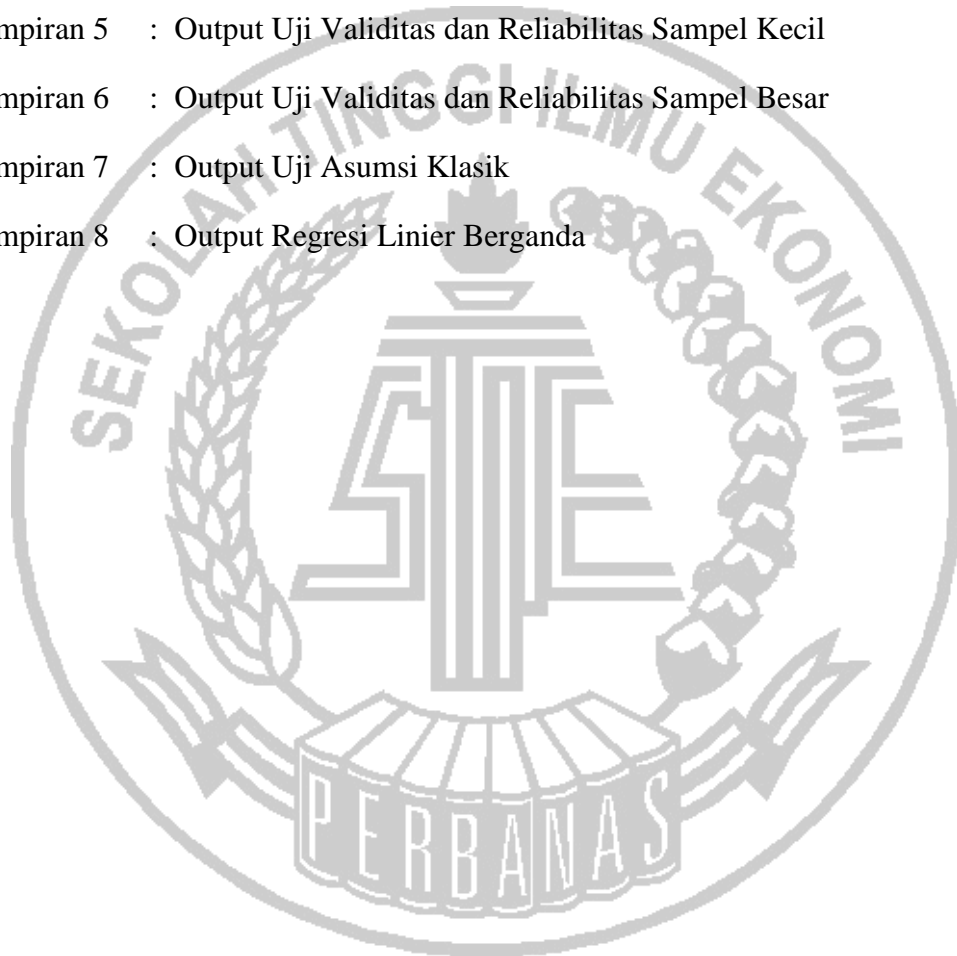 mpiran 5 : Output Uji Validitas dan Reliabilitas Sampel Kecil
mpiran 6 : Output Uji Validitas dan Reliabilitas Sampel Besar
mpiran 7 : Output Uji Asumsi Klasik
mpiran 8 : Output Regresi Linier Berganda
SEKOLAH TINGGI ILMU EKONOMI
STIE
PERBANAS